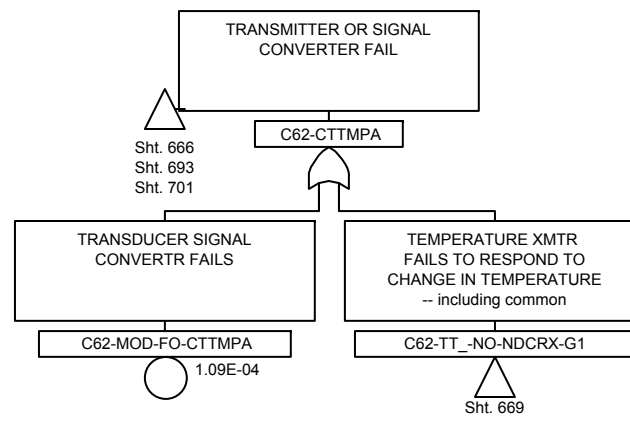 TRANSMITTER OR SIGNAL
CONVERTER FAIL
C62-CTTMPA
Sht. 666
Sht. 693
Sht. 701
TRANSDUCER SIGNAL
CONVERTR FAILS
C62-MOD-FO-CTTMPA
1.09E-04
TEMPERATURE XMTR
FAILS TO RESPOND TO
CHANGE IN TEMPERATURE
-- including common
C62-TT_-NO-NDCRX-G1
Sht. 669